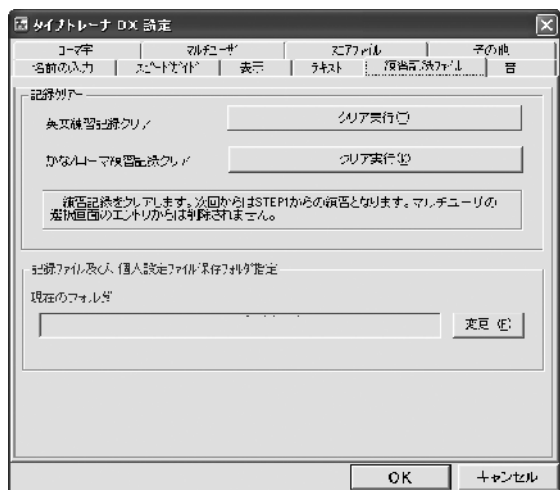 タイプトレーナ DX 設定
ローマ字 マルチユーザ スコアファイル その他
名前の入力 スピードガイド 表示 テキスト 練習記録ファイル 音
記録クリアー
英文練習記録クリア クリア実行
かな/ローマ練習記録クリア クリア実行
練習記録をクリアします。次回からはSTEP1からの練習となります。マルチユーザの
選択画面のエントリからは削除されません。
記録ファイル及び、個人設定ファイル保存フォルダ指定
現在のフォルダ
変更 (F)
OK キャンセル